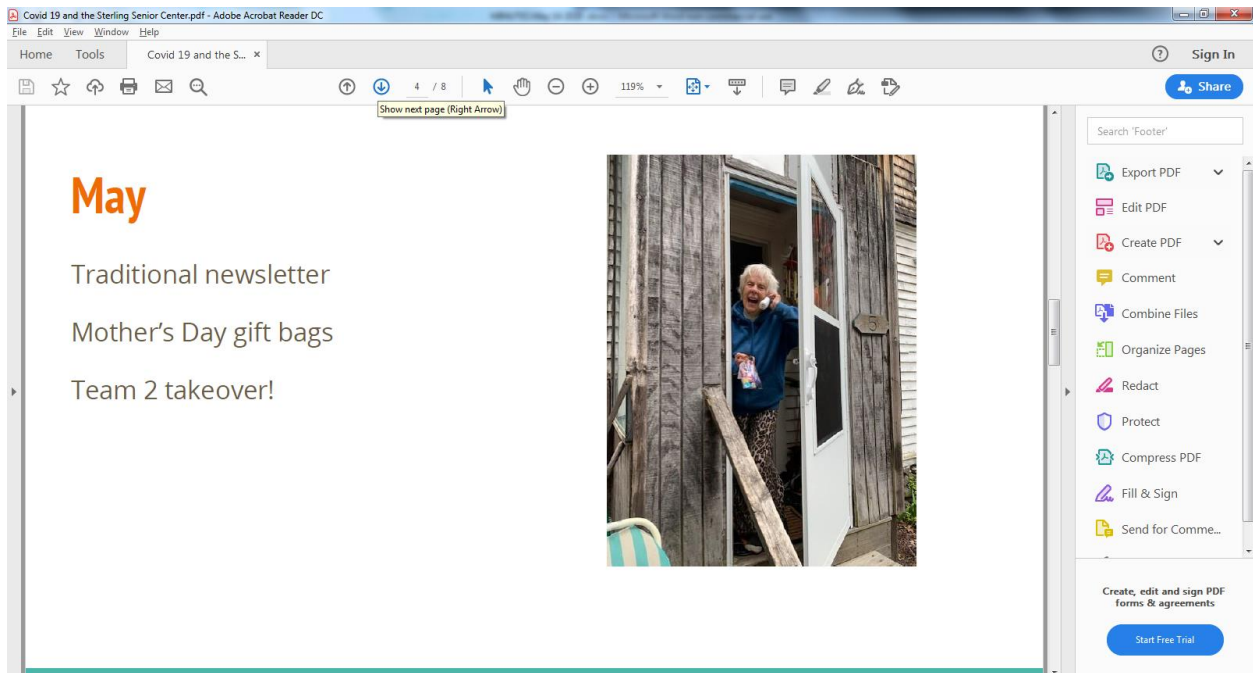 Covid 19 and the Sterling Senior Center.pdf - Adobe Acrobat Reader DC
File Edit View Window Help
Home Tools Covid 19 and the S... × ? Sign In
4 / 8 119% Share
Show next page (Right Arrow)
May
Traditional newsletter
Mother's Day gift bags
Team 2 takeover!
5
Search 'Footer'
Export PDF
Edit PDF
Create PDF
Comment
Combine Files
Organize Pages
Redact
Protect
Compress PDF
Fill & Sign
Send for Comme...
Create, edit and sign PDF
forms & agreements
Start Free Trial